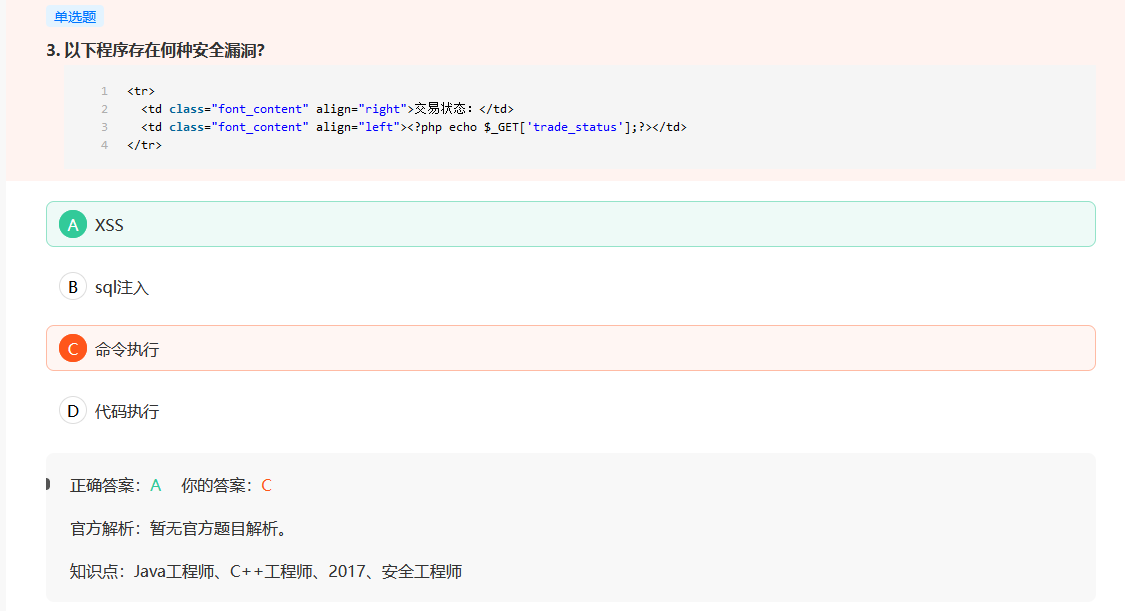 单选题
3. 以下程序存在何种安全漏洞?
1 <tr>
2 <td class="font_content" align="right">交易状态：</td>
3 <td class="font_content" align="left"><?php echo $_GET['trade_status'];?></td>
4 </tr>
A XSS
B sql注入
C 命令执行
D 代码执行
正确答案：A 你的答案：C
官方解析：暂无官方题目解析。
知识点：Java工程师、C++工程师、2017、安全工程师